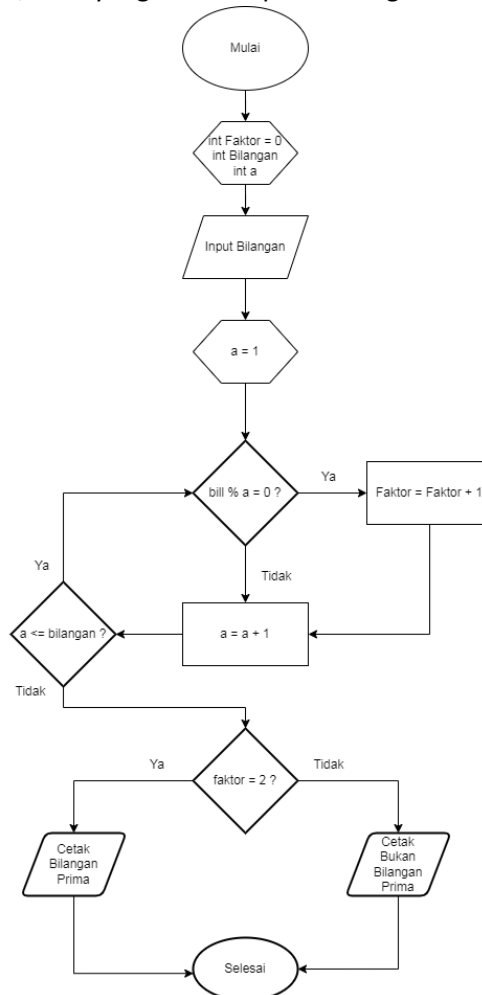 Mulai
int Faktor = 0
int Bilangan
int a
Input Bilangan
a = 1
bill % a = 0 ?
Ya
Faktor = Faktor + 1
Tidak
Ya
a <= bilangan ?
a = a + 1
Tidak
Ya
faktor = 2 ?
Tidak
Cetak
Bilangan
Prima
Cetak
Bukan
Bilangan
Prima
Selesai